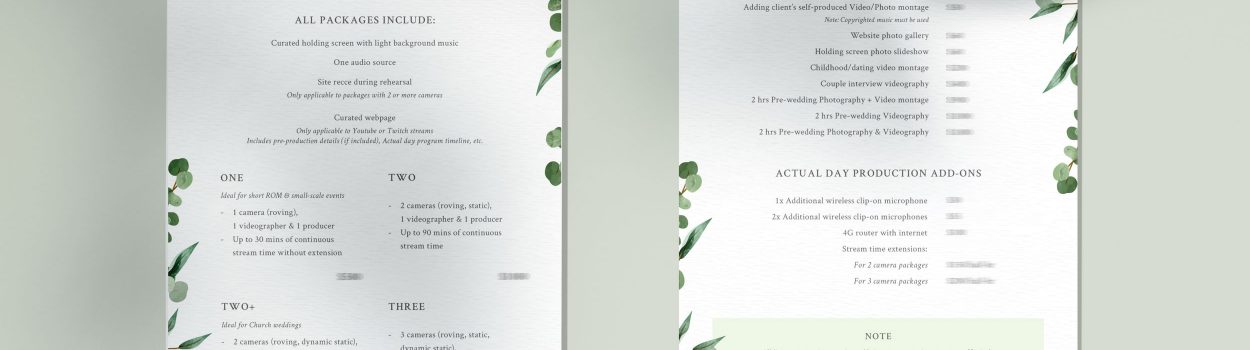 ALL PACKAGES INCLUDE:
Curated holding screen with light background music
One audio source
Site recce during rehearsal
Only applicable to packages with 2 or more cameras
Curated webpage
Only applicable to Youtube or Twitch streams
Includes pre-production details (if included), Actual day program timeline, etc.
ONE
Ideal for short ROM & small-scale events
- 1 camera (roving),
1 videographer & 1 producer
- Up to 30 mins of continuous
stream time without extension
TWO
- 2 cameras (roving, static),
1 videographer & 1 producer
- Up to 90 mins of continuous
stream time
TWO+
Ideal for Church weddings
- 2 cameras (roving, dynamic static),
THREE
- 3 cameras (roving, static,
dynamic static),
Adding client's self-produced Video/Photo montage
Note: Copyrighted music must be used
Website photo gallery
Holding screen photo slideshow
Childhood/dating video montage
Couple interview videography
2 hrs Pre-wedding Photography + Video montage
2 hrs Pre-wedding Videography
2 hrs Pre-wedding Photography & Videography
ACTUAL DAY PRODUCTION ADD-ONS
1x Additional wireless clip-on microphone
2x Additional wireless clip-on microphones
4G router with internet
Stream time extensions:
For 2 camera packages
For 3 camera packages
NOTE